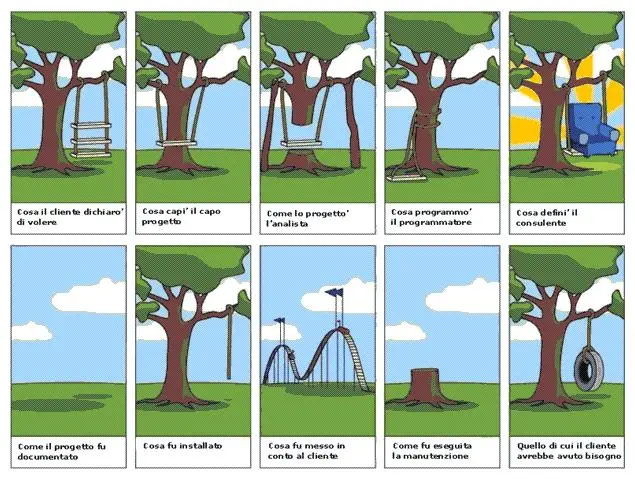 Cosa il cliente dichiaro'
di volere
Cosa capi' il capo
progetto
Come lo progetto'
l'analista
Cosa programmo'
il programmatore
Cosa defini' il
consulente
Come il progetto fu
documentato
Cosa fu installato
Cosa fu messo in
conto al cliente
Come fu eseguita
la manutenzione
Quello di cui il cliente
avrebbe avuto bisogno